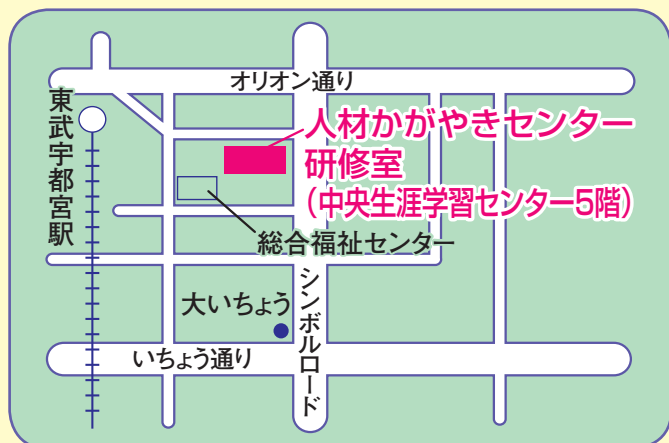 オリオン通り
東武宇都宮駅
人材かがやきセンター
研修室
(中央生涯学習センター5階)
総合福祉センター
シンボルロード
大いちょう
いちょう通り